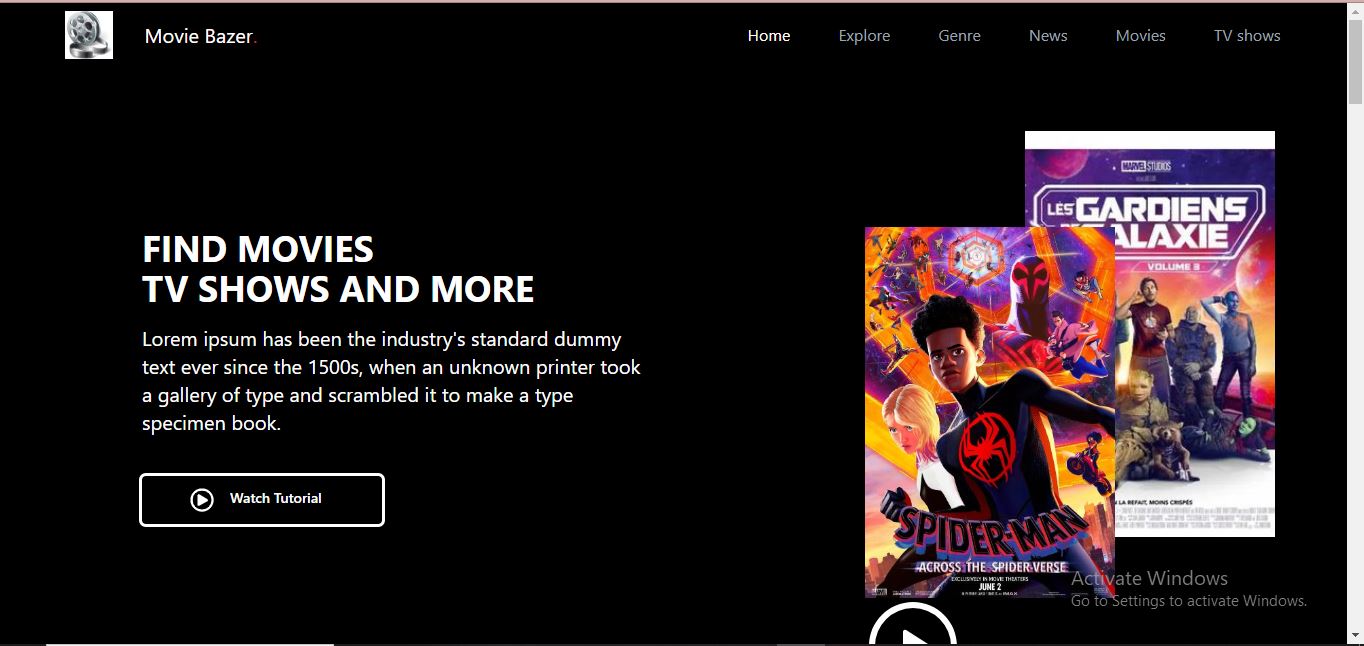 Movie Bazer.
Home
Explore
Genre
News
Movies
TV shows
FIND MOVIES
TV SHOWS AND MORE
Lorem ipsum has been the industry's standard dummy
text ever since the 1500s, when an unknown printer took
a gallery of type and scrambled it to make a type
specimen book.
Watch Tutorial
MARVEL STUDIOS
LES GARDIENS
GALAXIE
VOLUME 3
LA REFAIT, MOINS CRISPÉS
SPIDER-MAN
ACROSS THE SPIDER-VERSE
EXCLUSIVELY IN MOVIE THEATERS
JUNE 2
MARVEL
Activate Windows
Go to Settings to activate Windows.